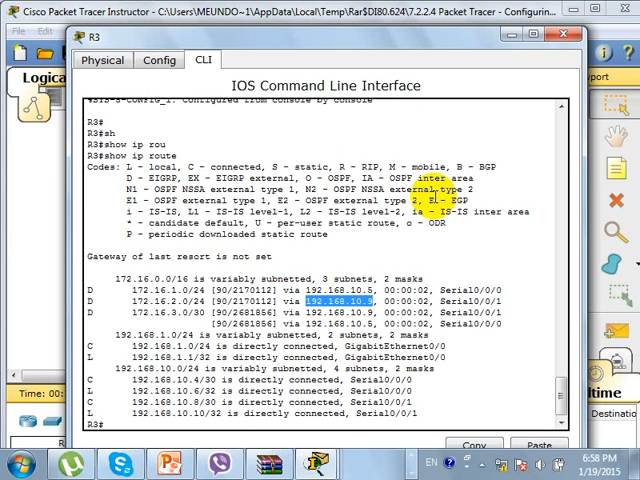 Cisco Packet Tracer Instructor - C:\Users\MEUNDO~1\AppData\Local\Temp\Rar$DI80.624\7.2.2.4 Packet Tracer - Configurin...
File
Logical
R3
Physical
Config
CLI
IOS Command Line Interface
%SYS-5-CONFIG_I: Configured from console by console
R3#
R3#sh
R3#show ip rou
R3#show ip route
Codes: L - local, C - connected, S - static, R - RIP, M - mobile, B - BGP
D - EIGRP, EX - EIGRP external, O - OSPF, IA - OSPF inter area
N1 - OSPF NSSA external type 1, N2 - OSPF NSSA external type 2
E1 - OSPF external type 1, E2 - OSPF external type 2, E - EGP
i - IS-IS, L1 - IS-IS level-1, L2 - IS-IS level-2, ia - IS-IS inter area
* - candidate default, U - per-user static route, o - ODR
P - periodic downloaded static route
Gateway of last resort is not set
172.16.0.0/16 is variably subnetted, 3 subnets, 2 masks
D 172.16.1.0/24 [90/2170112] via 192.168.10.5, 00:00:02, Serial0/0/0
D 172.16.2.0/24 [90/2170112] via 192.168.10.9, 00:00:02, Serial0/0/1
D 172.16.3.0/30 [90/2681856] via 192.168.10.9, 00:00:02, Serial0/0/1
[90/2681856] via 192.168.10.5, 00:00:02, Serial0/0/0
192.168.1.0/24 is variably subnetted, 2 subnets, 2 masks
C 192.168.1.0/24 is directly connected, GigabitEthernet0/0
L 192.168.1.1/32 is directly connected, GigabitEthernet0/0
192.168.10.0/24 is variably subnetted, 4 subnets, 2 masks
C 192.168.10.4/30 is directly connected, Serial0/0/0
L 192.168.10.6/32 is directly connected, Serial0/0/0
C 192.168.10.8/30 is directly connected, Serial0/0/1
L 192.168.10.10/32 is directly connected, Serial0/0/1
R3#
Copy
Paste
port
Time: 00:
ltime
Destinatio
EN
6:58 PM
1/19/2015